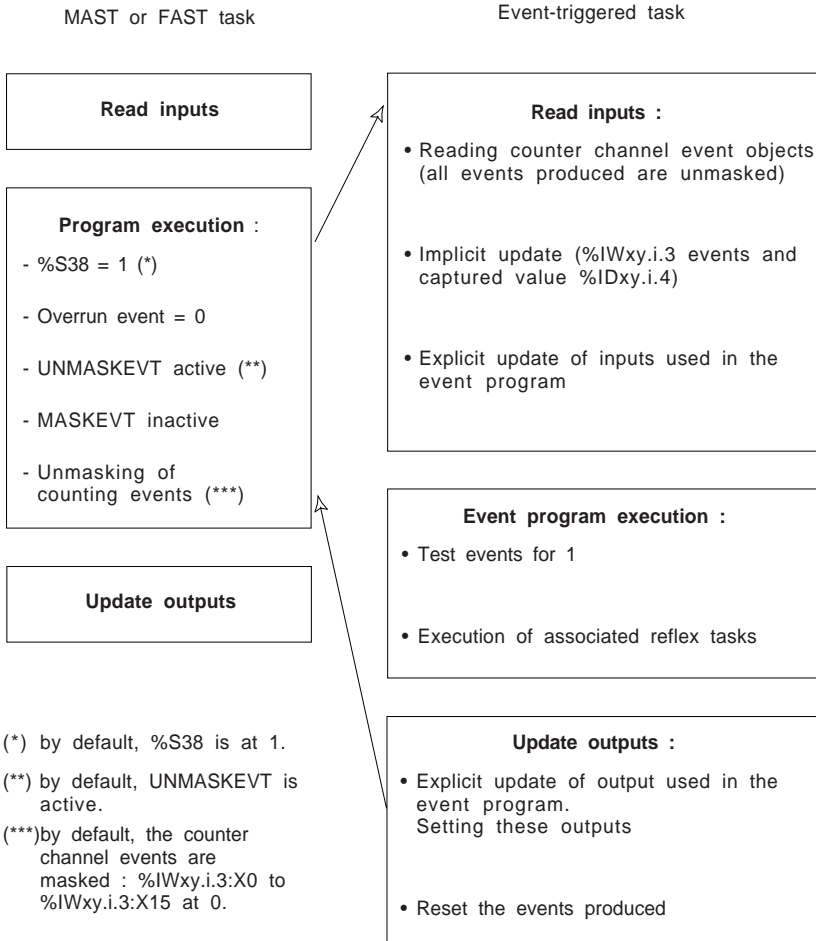 MAST or FAST task
Read inputs
Program execution :
- %S38 = 1 (*)
- Overrun event = 0
- UNMASKEVT active (**)
- MASKEVT inactive
- Unmasking of
counting events (***)
Update outputs
(*) by default, %S38 is at 1.
(**) by default, UNMASKEVT is
active.
(***)by default, the counter
channel events are
masked : %IWxy.i.3:X0 to
%IWxy.i.3:X15 at 0.
Event-triggered task
Read inputs :
• Reading counter channel event objects
(all events produced are unmasked)
• Implicit update (%IWxy.i.3 events and
captured value %IDxy.i.4)
• Explicit update of inputs used in the
event program
Event program execution :
• Test events for 1
• Execution of associated reflex tasks
Update outputs :
• Explicit update of output used in the
event program.
Setting these outputs
• Reset the events produced